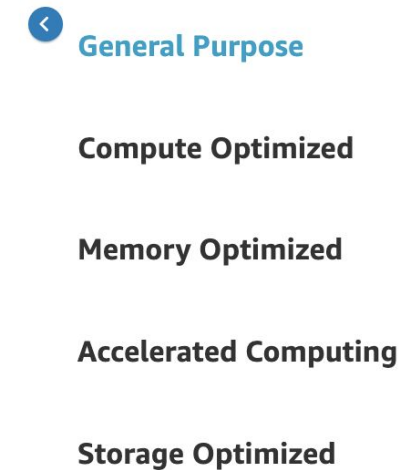 General Purpose
Compute Optimized
Memory Optimized
Accelerated Computing
Storage Optimized